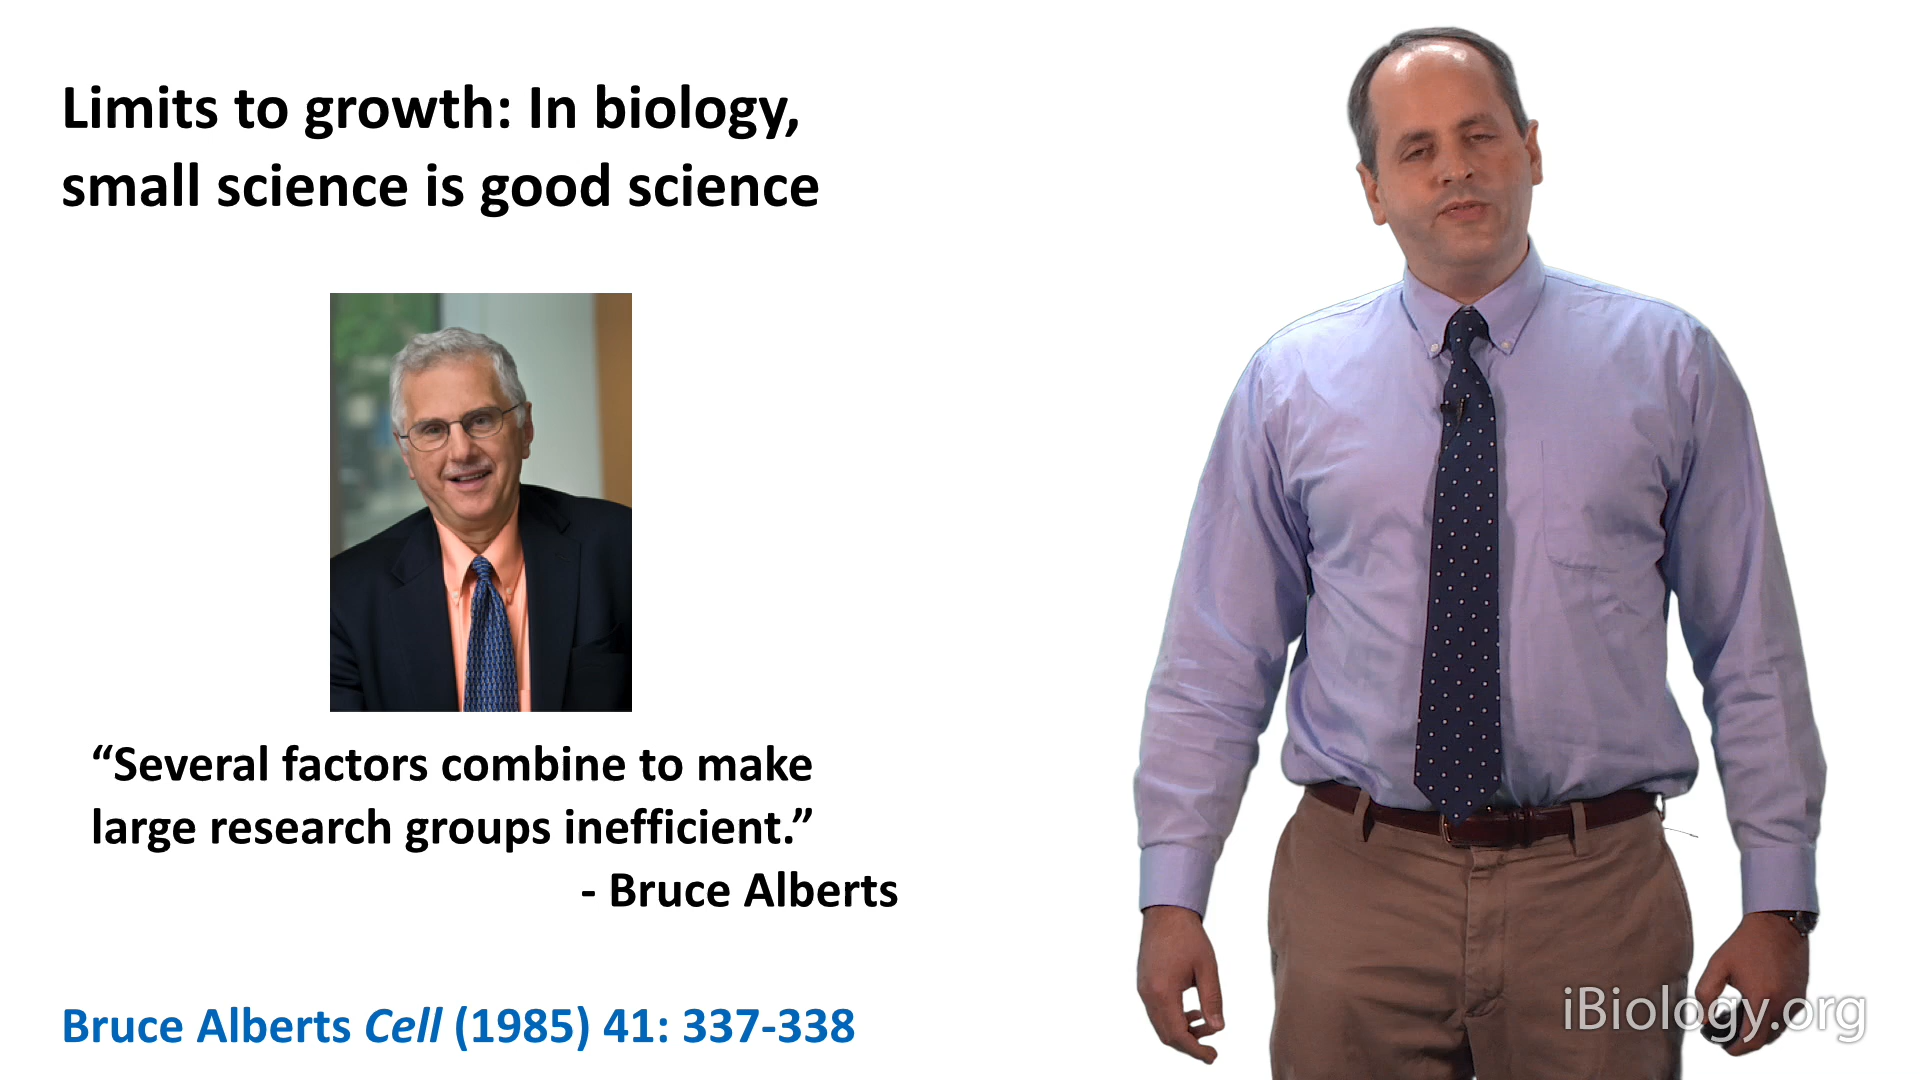 Limits to growth: In biology,
small science is good science
“Several factors combine to make
large research groups inefficient.”
- Bruce Alberts
Bruce Alberts Cell (1985) 41: 337-338
iBiology.org